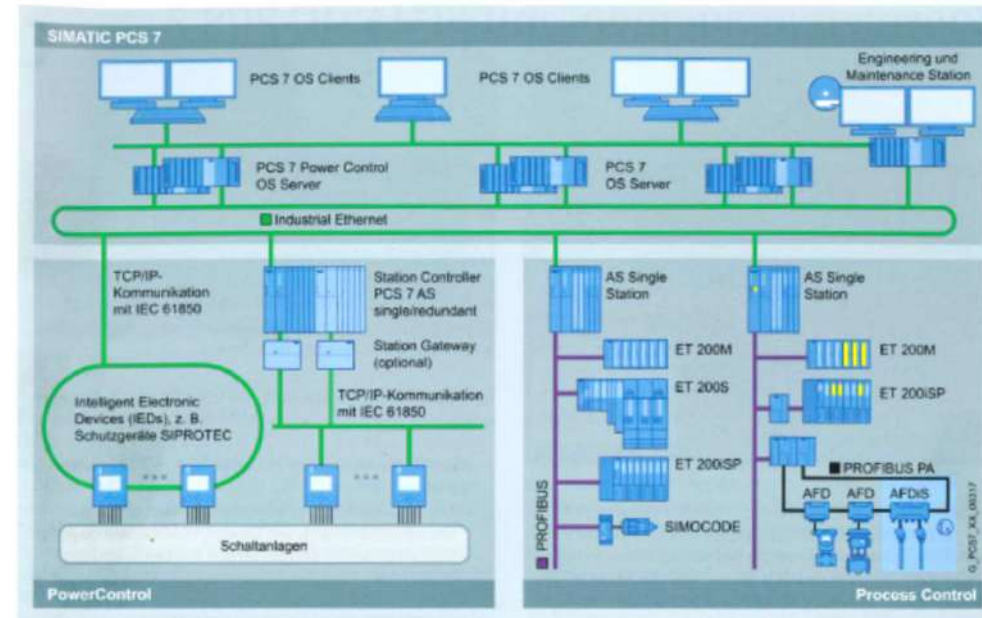 SIMATIC PCS 7
PCS 7 OS Clients
PCS 7 OS Clients
Engineering und
Maintenance Station
PCS 7 Power Control
OS Server
PCS 7
OS Server
Industrial Ethernet
TCP/IP-
Kommunikation
mit IEC 61850
Station Controller
PCS 7 AS
single/redundant
Station Gateway
(optional)
TCP/IP-Kommunikation
mit IEC 61850
Intelligent Electronic
Devices (IEDs), z. B.
Schutzgeräte SIPROTEC
Schaltanlagen
PowerControl
AS Single
Station
ET 200M
ET 200S
ET 200iSP
SIMOCODE
PROFIBUS
AS Single
Station
ET 200M
ET 200iSP
PROFIBUS PA
AFD
AFD
AFDiS
G_PCS7_XX_00317
Process Control